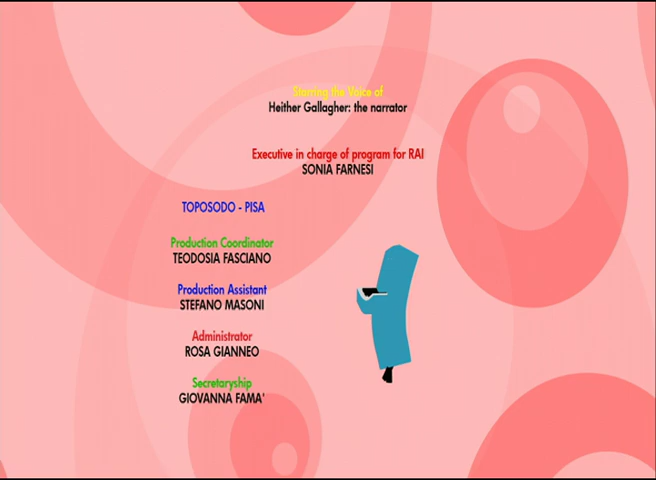 Starring the Voice of
Heither Gallagher: the narrator
Executive in charge of program for RAI
SONIA FARNESI
TOPOSODO - PISA
Production Coordinator
TEODOSIA FASCIANO
Production Assistant
STEFANO MASONI
Administrator
ROSA GIANNEO
Secretaryship
GIOVANNA FAMA'